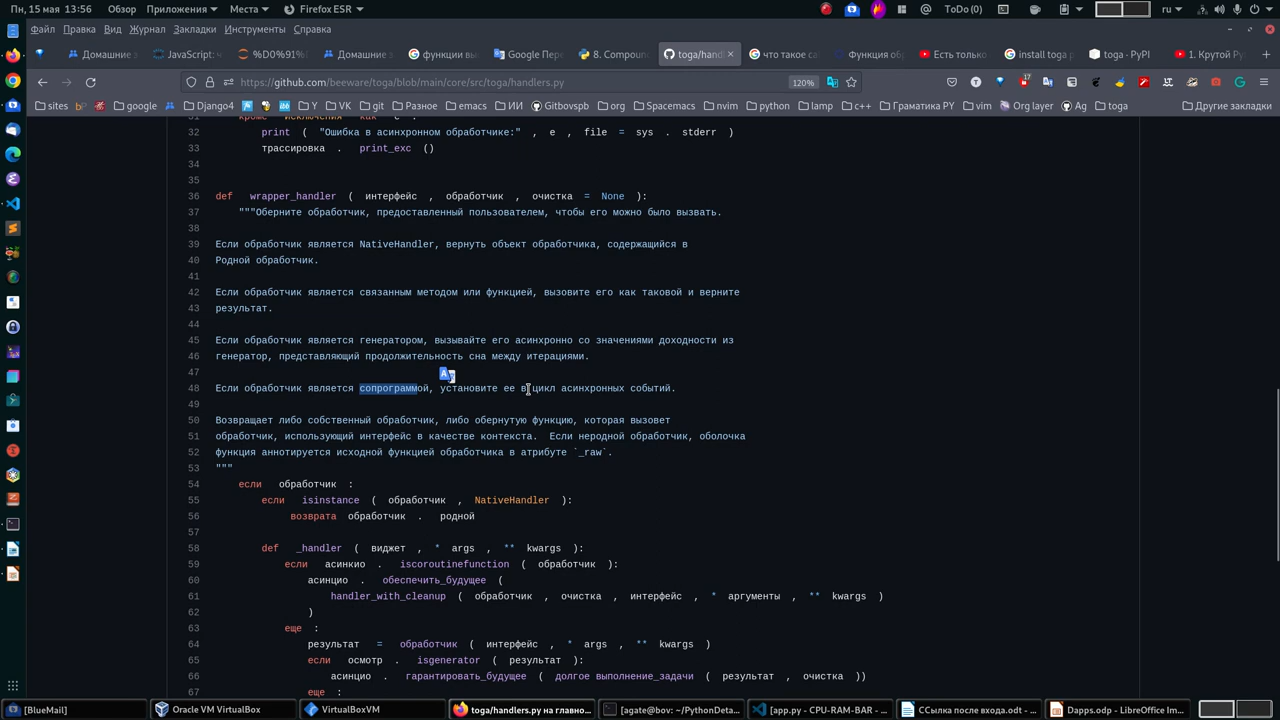 Пн, 15 мая 13:56 Обзор Приложения Места Firefox ESR ToDo (0) ru
Файл Правка Вид Журнал Закладки Инструменты Справка
Домашние з JavaScript: ч %D0%91% Домашние з функции вы Google Пере 8. Compoun toga/handl что такое ca Функция об Есть только install toga p toga · PyPI 1. Крутой Py
https://github.com/beeware/toga/blob/main/core/src/toga/handlers.py 120% 17
sites bP google Django4 Y VK git Разное emacs ИИ Gitbovspb org Spacemacs nvim python lamp c++ Граматика PY vim Org layer Ag toga Другие закладки
31 кроме исключения как е :
32 print ( "Ошибка в асинхронном обработчике:" , e , file = sys . stderr )
33 трассировка . print_exc ()
34
35
36 def wrapper_handler ( интерфейс , обработчик , очистка = None ):
37 """Оберните обработчик, предоставленный пользователем, чтобы его можно было вызвать.
38
39 Если обработчик является NativeHandler, вернуть объект обработчика, содержащийся в
40 Родной обработчик.
41
42 Если обработчик является связанным методом или функцией, вызовите его как таковой и верните
43 результат.
44
45 Если обработчик является генератором, вызывайте его асинхронно со значениями доходности из
46 генератор, представляющий продолжительность сна между итерациями.
47
48 Если обработчик является сопрограммой, установите ее в цикл асинхронных событий.
49
50 Возвращает либо собственный обработчик, либо обернутую функцию, которая вызовет
51 обработчик, использующий интерфейс в качестве контекста. Если неродной обработчик, оболочка
52 функция аннотируется исходной функцией обработчика в атрибуте `_raw`.
53 """
54 если обработчик :
55 если isinstance ( обработчик , NativeHandler ):
56 возврата обработчик . родной
57
58 def _handler ( виджет , * args , ** kwargs ):
59 если асинкио . iscoroutinefunction ( обработчик ):
60 асинцио . обеспечить_будущее (
61 handler_with_cleanup ( обработчик , очистка , интерфейс , * аргументы , ** kwargs )
62 )
63 еще :
64 результат = обработчик ( интерфейс , * args , ** kwargs )
65 если осмотр . isgenerator ( результат ):
66 асинцио . гарантировать_будущее ( долгое выполнение_задачи ( результат , очистка ))
67 еще :
[BlueMail] Oracle VM VirtualBox VirtualBoxVM toga/handlers.py на главно... [agate@bov: ~/PythonDeta... [app.py - CPU-RAM-BAR - ... ССылка после входа.odt - ... Dapps.odp — LibreOffice Im...